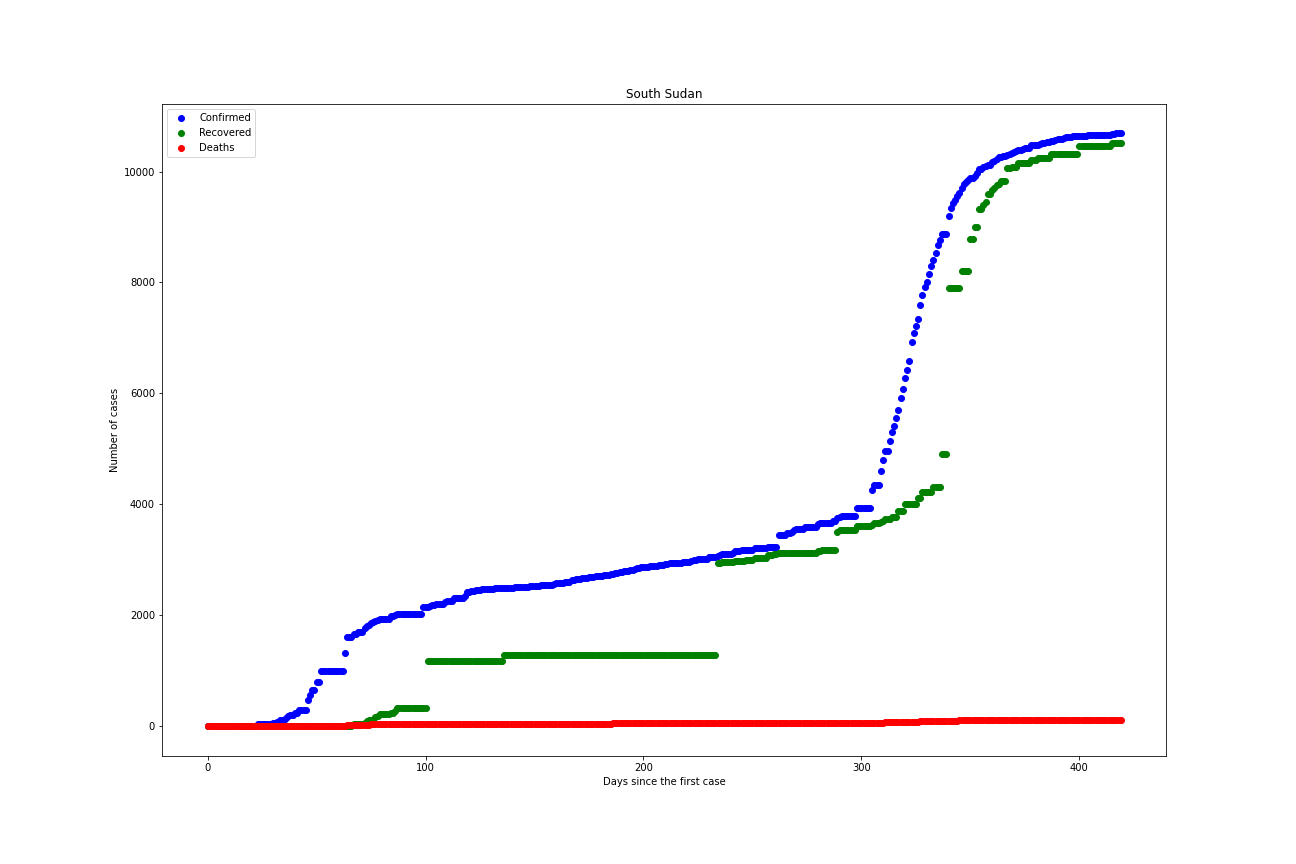 South Sudan
Confirmed
Recovered
Deaths
10000
8000
6000
4000
2000
0
Number of cases
0 100 200 300 400
Days since the first case